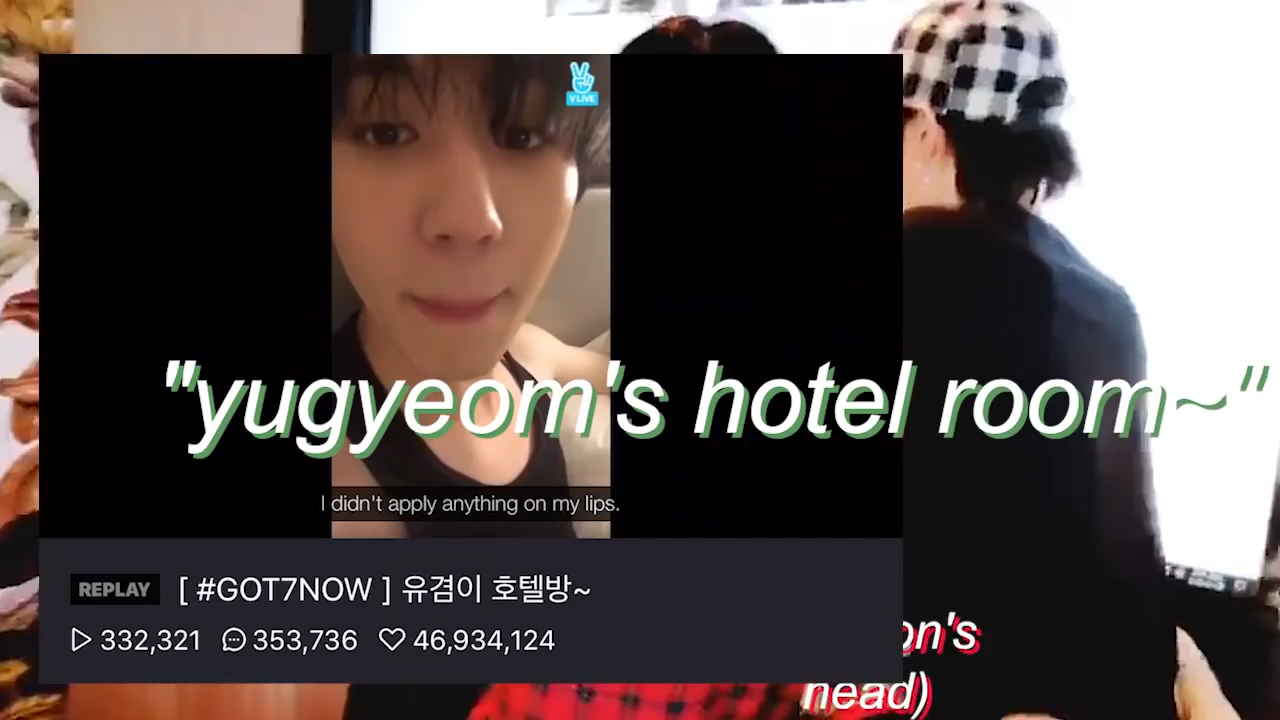 V LIVE
"yugyeom's hotel room~"
I didn't apply anything on my lips.
REPLAY [ #GOT7NOW ] 유겸이 호텔방~
332,321 353,736 46,934,124
on's
head)